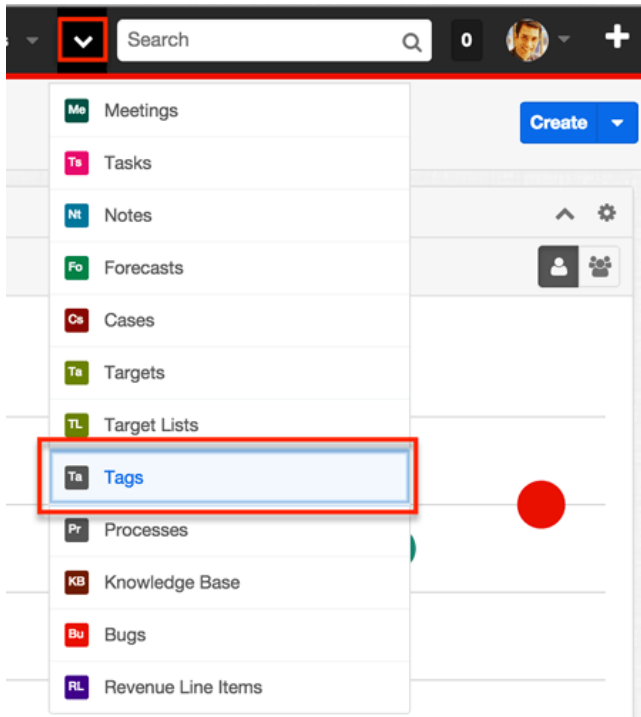 s
Search
0
Me Meetings
Create
Ts Tasks
Nt Notes
Fo Forecasts
Cs Cases
Ta Targets
TL Target Lists
Ta Tags
Pr Processes
KB Knowledge Base
Bu Bugs
RL Revenue Line Items